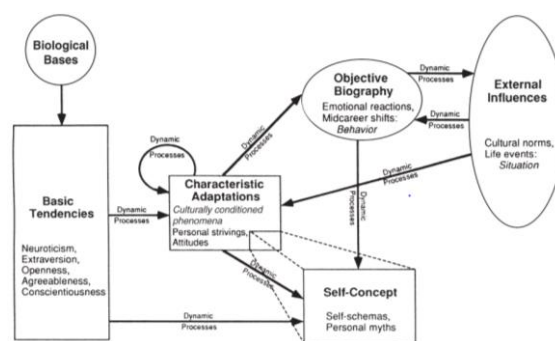 Biological
Bases
Basic
Tendencies
Neuroticism,
Extraversion,
Openness,
Agreeableness,
Conscientiousness
Dynamic
Processes
Dynamic
Processes
Characteristic
Adaptations
Culturally conditioned
phenomena
Personal strivings,
Attitudes
Dynamic
Processes
Objective
Biography
Emotional reactions,
Midcareer shifts:
Behavior
Dynamic
Processes
Dynamic
Processes
External
Influences
Cultural norms,
Life events:
Situation
Dynamic
Processes
Dynamic
Processes
Dynamic
Processes
Self-Concept
Self-schemas,
Personal myths
Dynamic
Processes